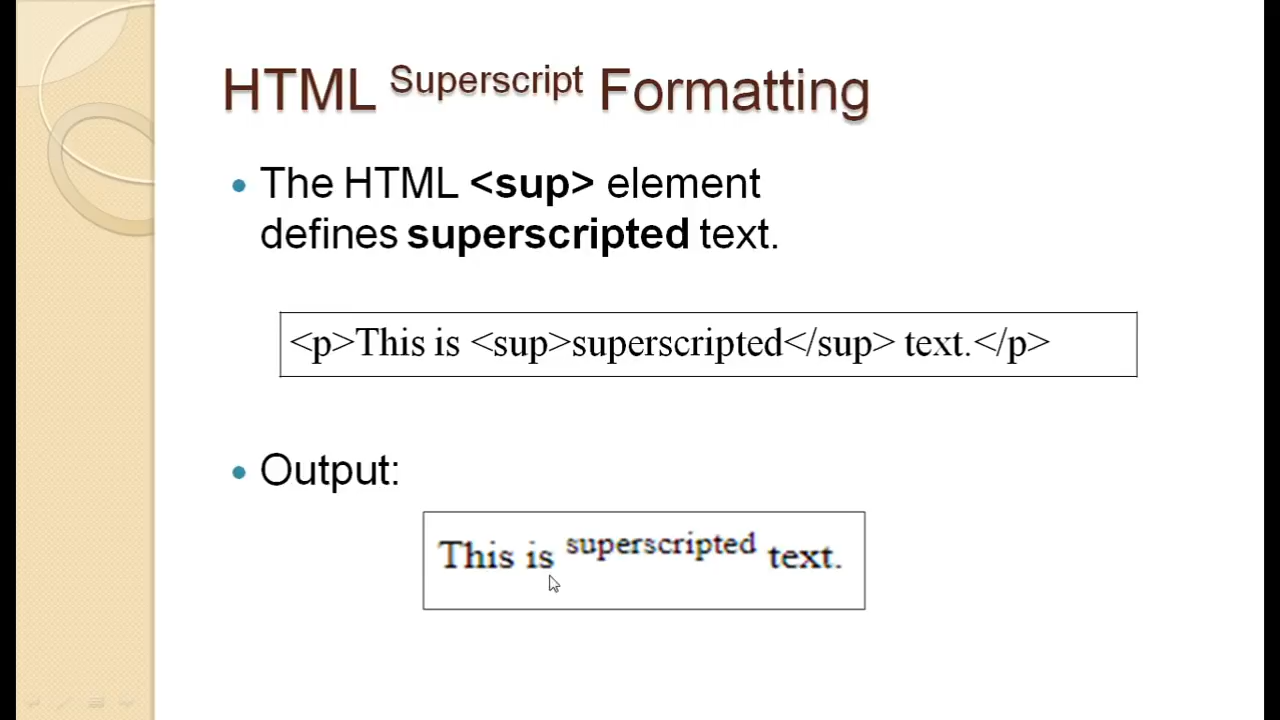 HTML Superscript Formatting
The HTML <sup> element
defines superscripted text.
<p>This is <sup>superscripted</sup> text.</p>
Output:
This is superscripted text.